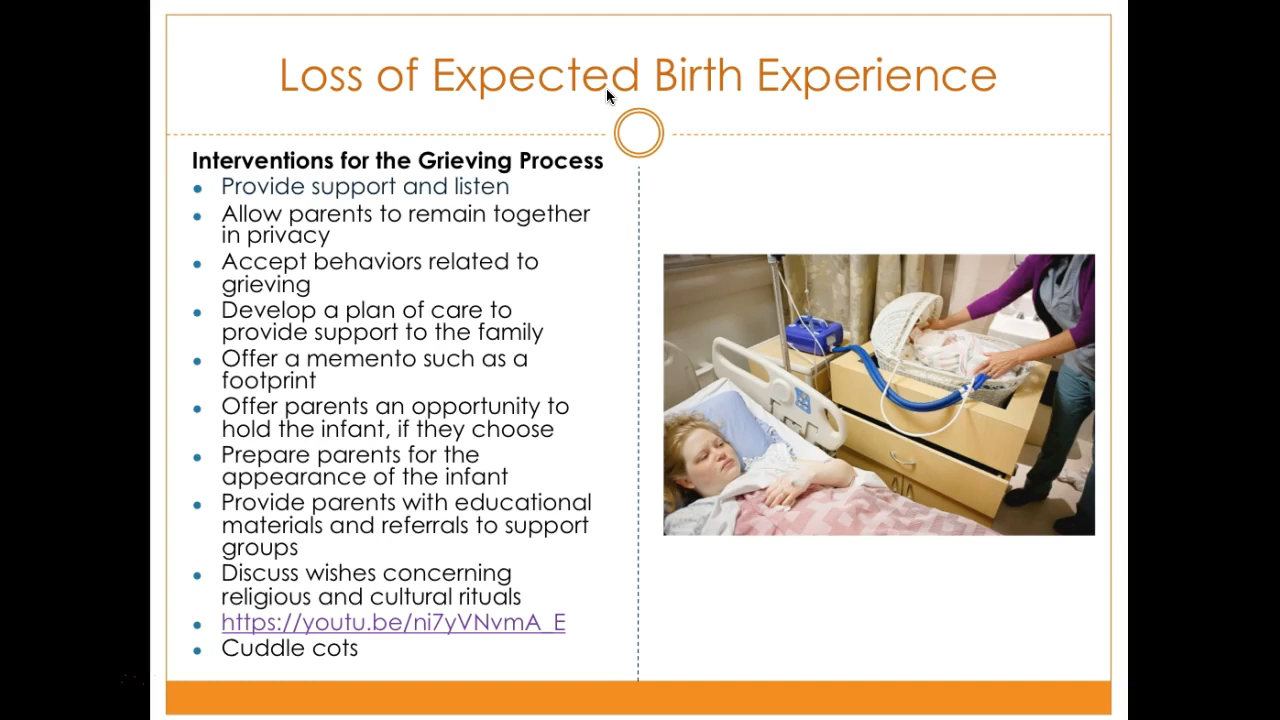 Loss of Expected Birth Experience
Interventions for the Grieving Process
• Provide support and listen
• Allow parents to remain together
in privacy
• Accept behaviors related to
grieving
• Develop a plan of care to
provide support to the family
• Offer a memento such as a
footprint
• Offer parents an opportunity to
hold the infant, if they choose
• Prepare parents for the
appearance of the infant
• Provide parents with educational
materials and referrals to support
groups
• Discuss wishes concerning
religious and cultural rituals
• https://youtu.be/ni7yVNvmA_E
• Cuddle cots